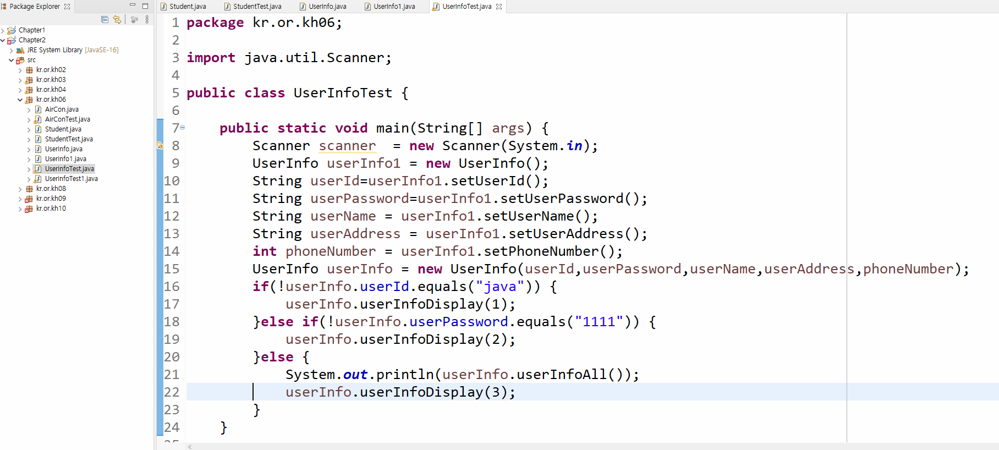 Package Explorer
Chapter1
Chapter2
JRE System Library [JavaSE-16]
src
kr.or.kh02
kr.or.kh03
kr.or.kh04
kr.or.kh06
AirCon.java
AirConTest.java
Student.java
StudentTest.java
UserInfo.java
UserInfo1.java
UserInfoTest.java
UserInfoTest1.java
kr.or.kh08
kr.or.kh09
kr.or.kh10
Student.java StudentTest.java UserInfo.java UserInfo1.java UserInfoTest.java
1 package kr.or.kh06;
2
3 import java.util.Scanner;
4
5 public class UserInfoTest {
6
7 public static void main(String[] args) {
8 Scanner scanner  = new Scanner(System.in);
9 UserInfo userInfo1 = new UserInfo();
10 String userId=userInfo1.setUserId();
11 String userPassword=userInfo1.setUserPassword();
12 String userName = userInfo1.setUserName();
13 String userAddress = userInfo1.setUserAddress();
14 int phoneNumber = userInfo1.setPhoneNumber();
15 UserInfo userInfo = new UserInfo(userId,userPassword,userName,userAddress,phoneNumber);
16 if(!userInfo.userId.equals("java")) {
17 userInfo.userInfoDisplay(1);
18 }else if(!userInfo.userPassword.equals("1111")) {
19 userInfo.userInfoDisplay(2);
20 }else {
21 System.out.println(userInfo.userInfoAll());
22 userInfo.userInfoDisplay(3);
23 }
24 }